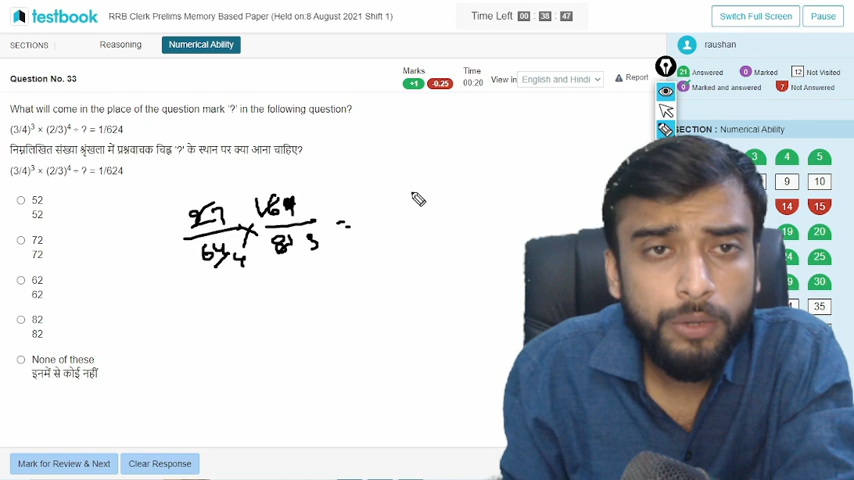 testbook RRB Clerk Prelims Memory Based Paper (Held on:8 August 2021 Shift 1) Time Left 00 : 38 : 47 Switch Full Screen Pause
SECTIONS Reasoning Numerical Ability
raushan
Question No. 33 Marks +1 -0.25 Time 00:20 View in English and Hindi Report
21 Answered 0 Marked 12 Not Visited
0 Marked and answered 7 Not Answered
SECTION : Numerical Ability
What will come in the place of the question mark '?' in the following question?
(3/4)³ × (2/3)⁴ ÷ ? = 1/624
निम्नलिखित संख्या श्रृंखला में प्रश्नवाचक चिह्न '?' के स्थान पर क्या आना चाहिए?
(3/4)³ × (2/3)⁴ ÷ ? = 1/624
3 4 5
9 10
14 15
19 20
24 25
30
35
52
52
72
72
62
62
82
82
None of these
इनमें से कोई नहीं
27
64 4
×
81 3
=
Mark for Review & Next Clear Response